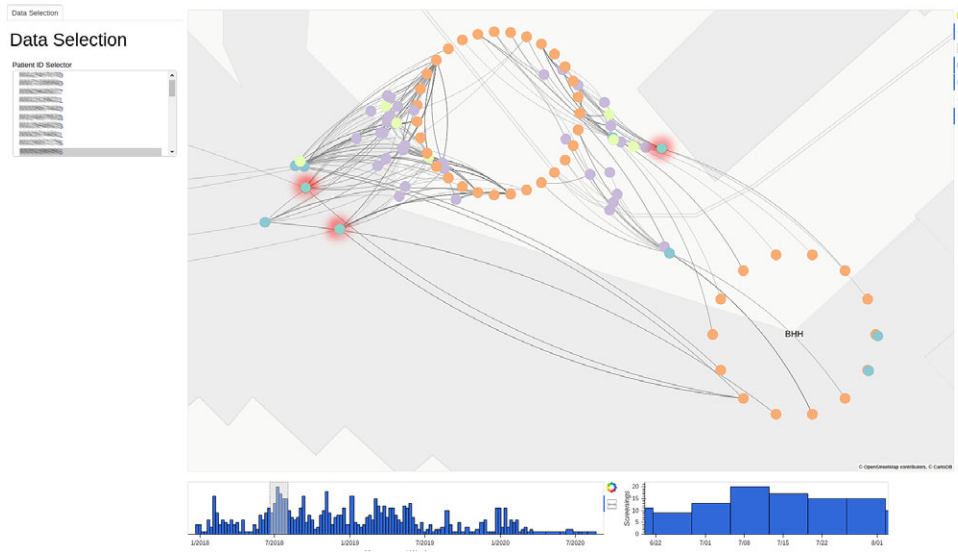 Data Selection
Data Selection
Patient ID Selector
BHH
© OpenStreetMap contributors, © CartoDB
1/2018
7/2018
1/2019
7/2019
1/2020
7/2020
Screenings
20
15
10
5
0
6/22
7/01
7/08
7/15
7/22
8/01